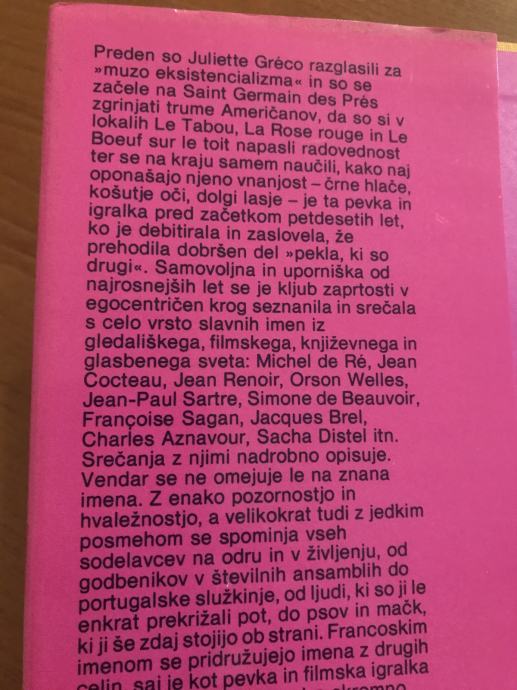 Preden so Juliette Gréco razglasili za
»muzo eksistencializma« in so se
začele na Saint Germain des Prés
zgrinjati trume Američanov, da so si v
lokalih Le Tabou, La Rose rouge in Le
Boeuf sur le toit napasli radovednost
ter se na kraju samem naučili, kako naj
oponašajo njeno vnanjost – črne hlače,
košutje oči, dolgi lasje – je ta pevka in
igralka pred začetkom petdesetih let,
ko je debitirala in zaslovela, že
prehodila dobršen del »pekla, ki so
drugi«. Samovoljna in uporniška od
najrosnejših let se je kljub zaprtosti v
egocentričen krog seznanila in srečala
s celo vrsto slavnih imen iz
gledališkega, filmskega, književnega in
glasbenega sveta: Michel de Ré, Jean
Cocteau, Jean Renoir, Orson Welles,
Jean-Paul Sartre, Simone de Beauvoir,
Françoise Sagan, Jacques Brel,
Charles Aznavour, Sacha Distel itn.
Srečanja z njimi nadrobno opisuje.
Vendar se ne omejuje le na znana
imena. Z enako pozornostjo in
hvaležnostjo, a velikokrat tudi z jedkim
posmehom se spominja vseh
sodelavcev na odru in v življenju, od
godbenikov v številnih ansamblih do
portugalske služkinje, od ljudi, ki so ji le
enkrat prekrižali pot, do psov in mačk,
ki ji še zdaj stojijo ob strani. Francoskim
imenom se pridružujejo imena z drugih
celin, saj je kot pevka in filmska igralka